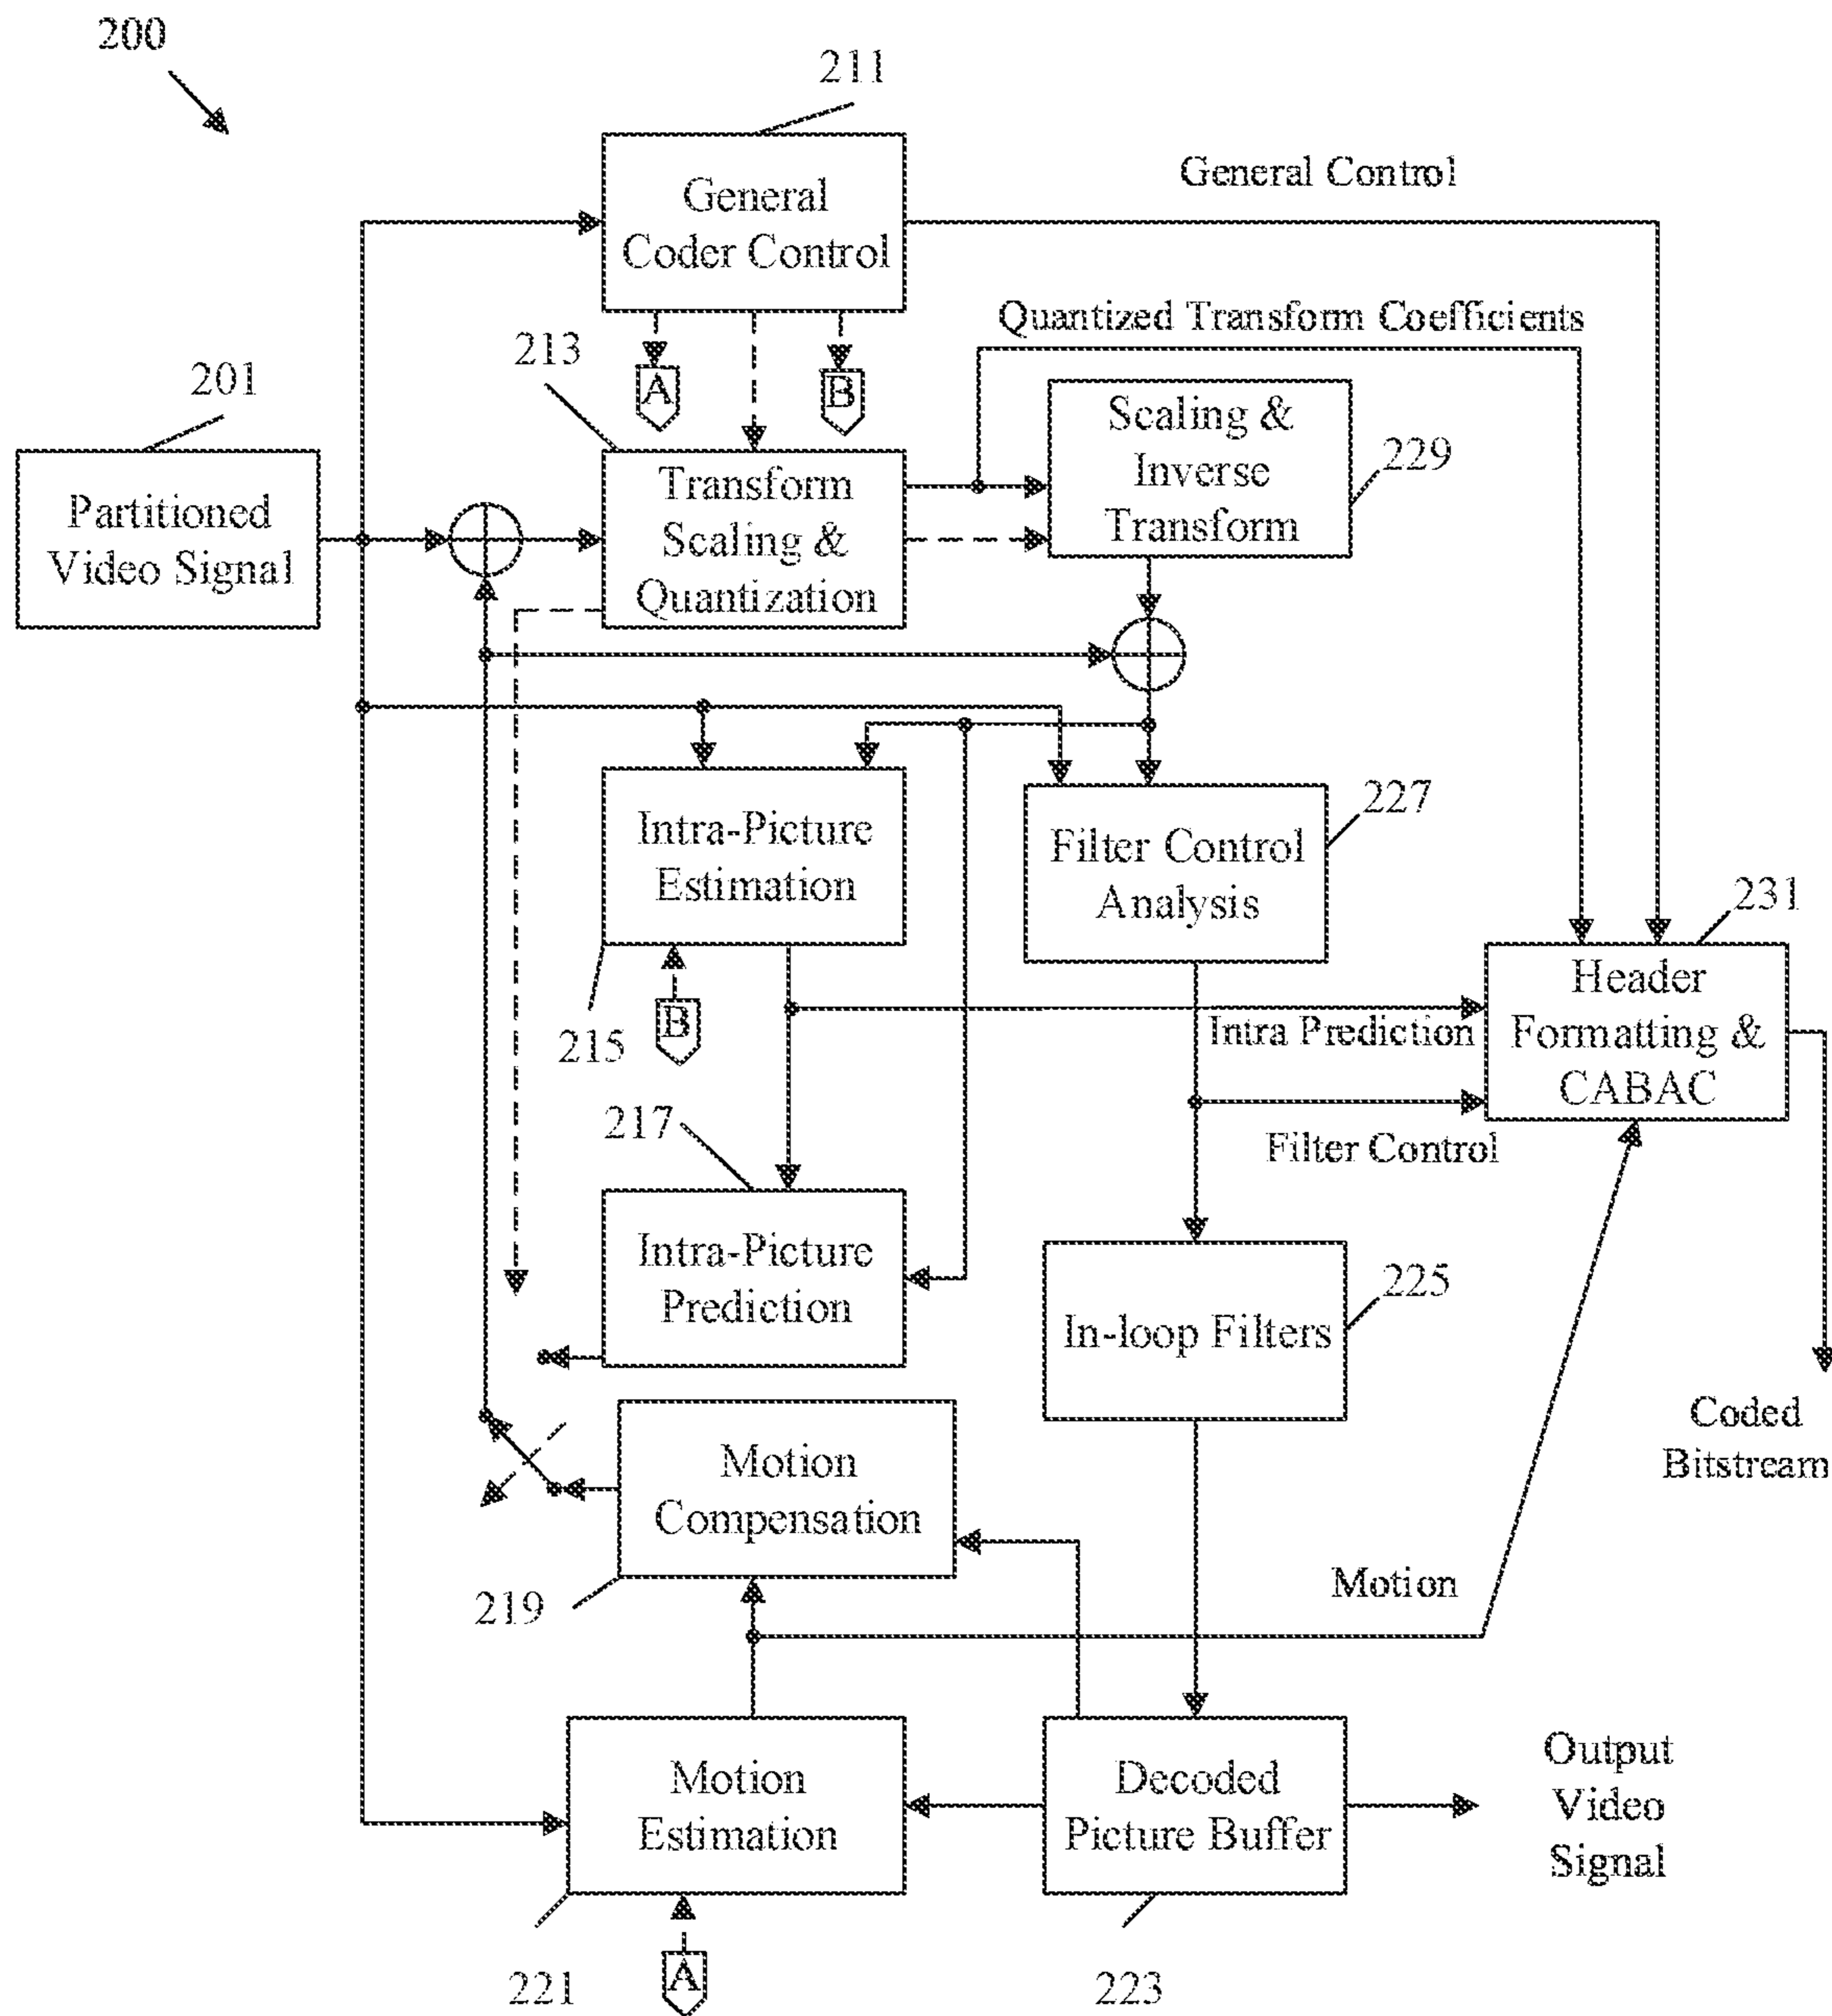 200
211
General
Coder Control
General Control
Quantized Transform Coefficients
213
A
B
201
Partitioned
Video Signal
Transform
Scaling &
Quantization
Scaling &
Inverse
Transform
229
Intra-Picture
Estimation
215
B
227
Filter Control
Analysis
231
Header
Formatting &
CABAC
Intra Prediction
Filter Control
217
Intra-Picture
Prediction
225
In-loop Filters
Coded
Bitstream
Motion
Compensation
219
Motion
Motion
Estimation
221
A
Decoded
Picture Buffer
223
Output
Video
Signal